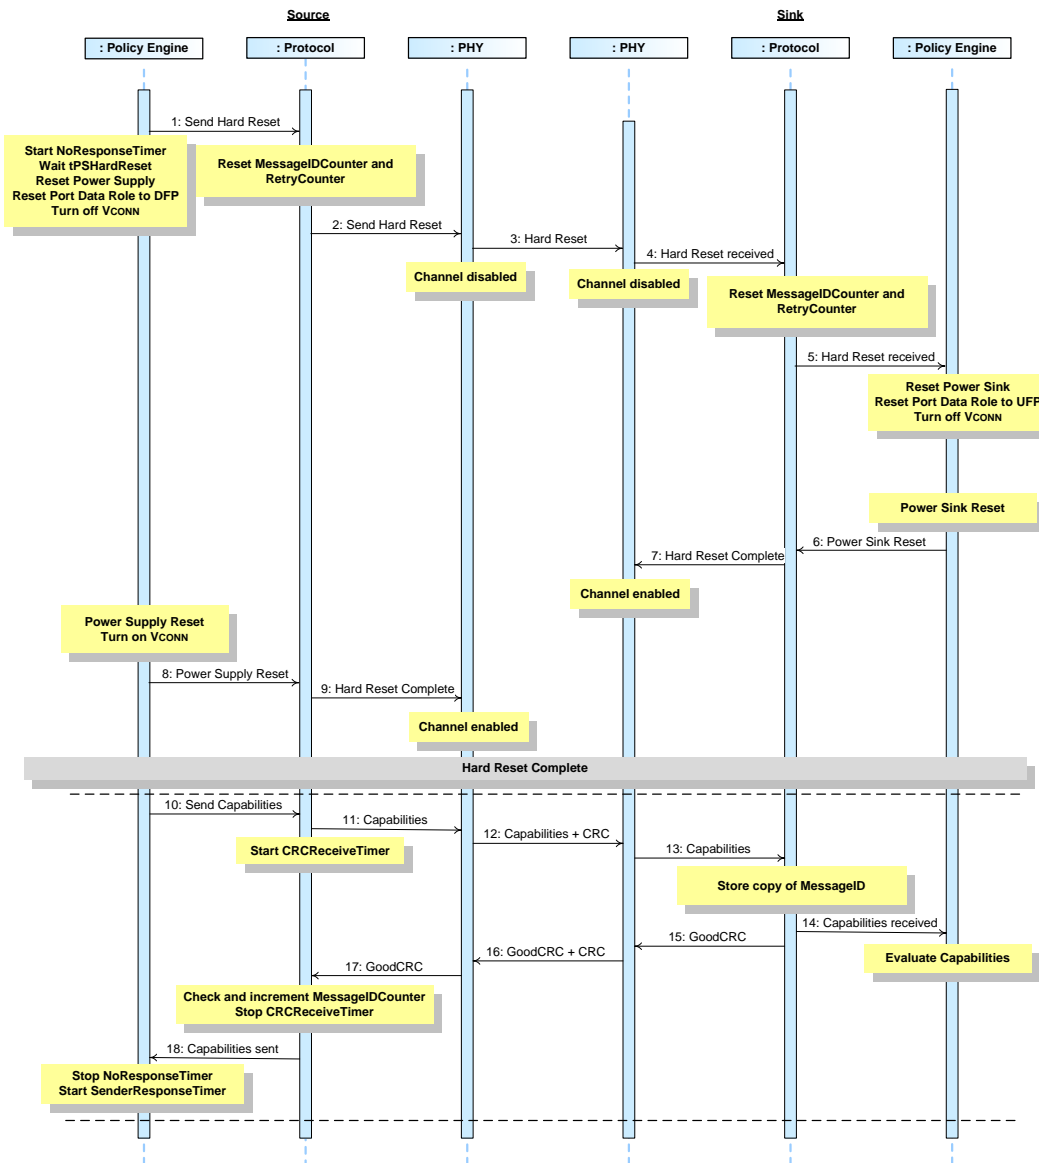 Source
Sink
: Policy Engine
: Protocol
: PHY
: PHY
: Protocol
: Policy Engine
1: Send Hard Reset
Start NoResponseTimer
Wait tPSHardReset
Reset Power Supply
Reset Port Data Role to DFP
Turn off VCONN
Reset MessageIDCounter and
RetryCounter
2: Send Hard Reset
3: Hard Reset
4: Hard Reset received
Channel disabled
Channel disabled
Reset MessageIDCounter and
RetryCounter
5: Hard Reset received
Reset Power Sink
Reset Port Data Role to UFP
Turn off VCONN
Power Sink Reset
6: Power Sink Reset
7: Hard Reset Complete
Channel enabled
Power Supply Reset
Turn on VCONN
8: Power Supply Reset
9: Hard Reset Complete
Channel enabled
Hard Reset Complete
10: Send Capabilities
11: Capabilities
12: Capabilities + CRC
13: Capabilities
Start CRCReceiveTimer
Store copy of MessageID
14: Capabilities received
15: GoodCRC
16: GoodCRC + CRC
17: GoodCRC
Evaluate Capabilities
Check and increment MessageIDCounter
Stop CRCReceiveTimer
18: Capabilities sent
Stop NoResponseTimer
Start SenderResponseTimer